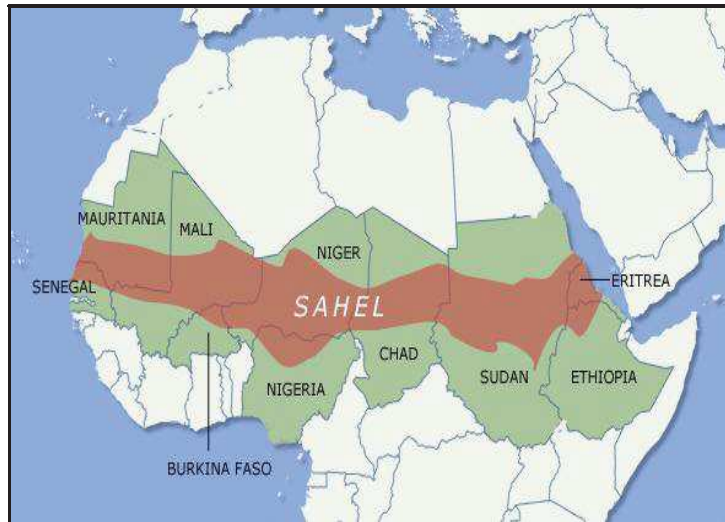 MAURITANIA
MALI
NIGER
SENEGAL
ERITREA
SAHEL
CHAD
NIGERIA
SUDAN
ETHIOPIA
BURKINA FASO